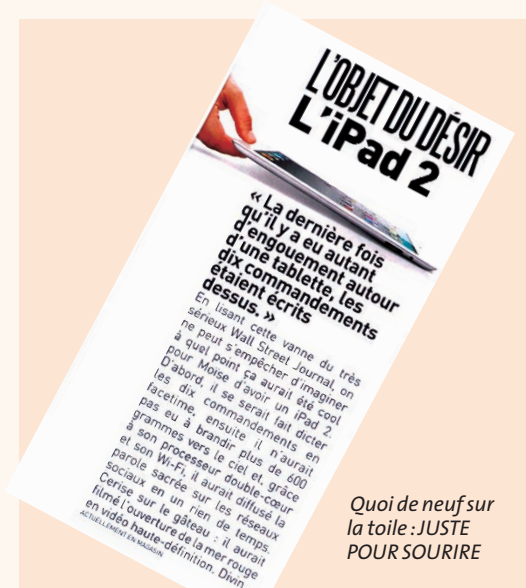 L'OBJET DU DÉSIR
L'iPad 2
« La dernière fois
qu'il y a eu autant
d'engouement autour
d'une tablette, les
dix commandements
étaient écrits
dessus. »
En lisant cette vanne du très
sérieux Wall Street Journal, on
ne peut s'empêcher d'imaginer
à quel point ça aurait été cool
pour Moïse d'avoir un iPad 2.
D'abord, il se serait fait dicter
les dix commandements en
facetime, ensuite il n'aurait
pas eu à brandir plus de 600
grammes vers le ciel et, grâce
à son processeur double-cœur
et son Wi-Fi, il aurait diffusé la
parole sacrée sur les réseaux
sociaux en un rien de temps.
Cerise sur le gâteau : il aurait
filmé l'ouverture de la mer rouge
en vidéo haute-définition. Divin
ACTUELLEMENT EN MAGASIN
Quoi de neuf sur
la toile : JUSTE
POUR SOURIRE